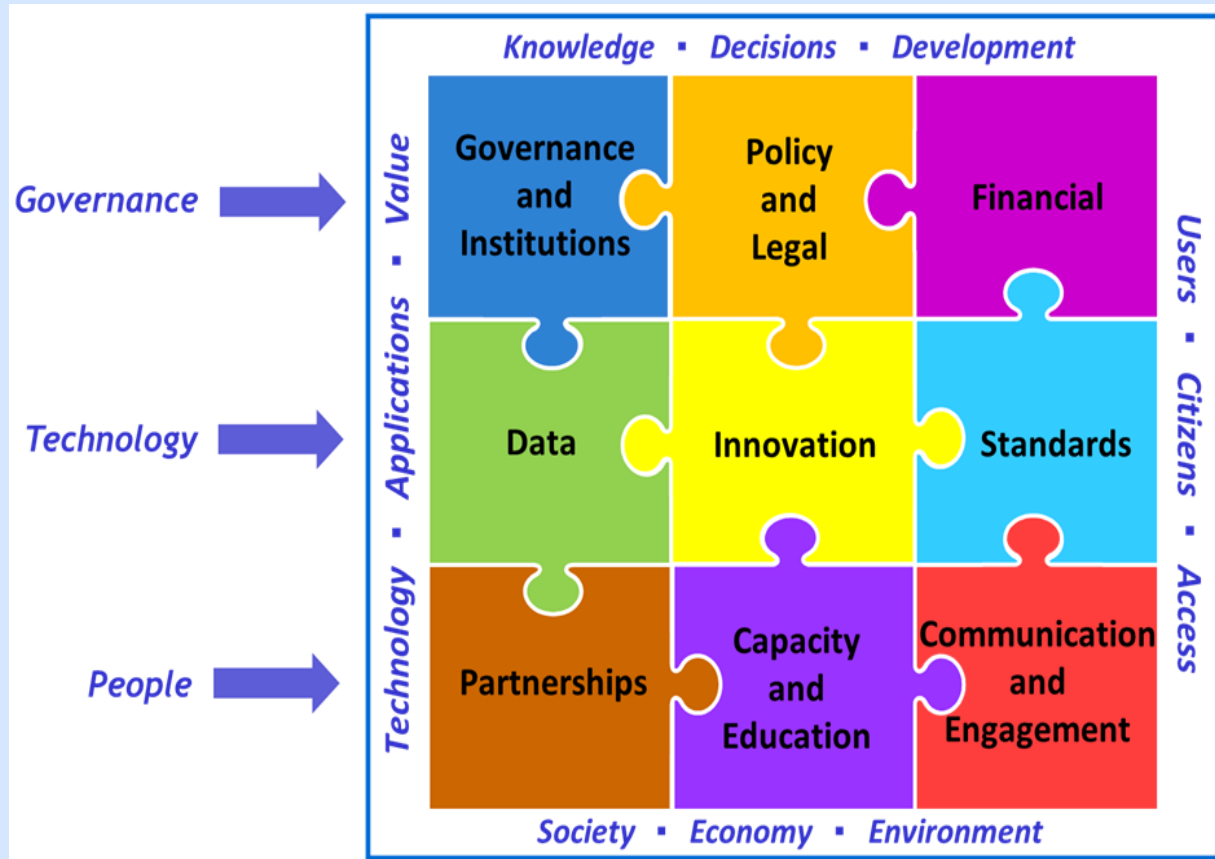 Knowledge ▪ Decisions ▪ Development
Governance
Technology
People
Technology ▪ Applications ▪ Value
Governance
and
Institutions
Policy
and
Legal
Financial
Data
Innovation
Standards
Partnerships
Capacity
and
Education
Communication
and
Engagement
Users ▪ Citizens ▪ Access
Society ▪ Economy ▪ Environment